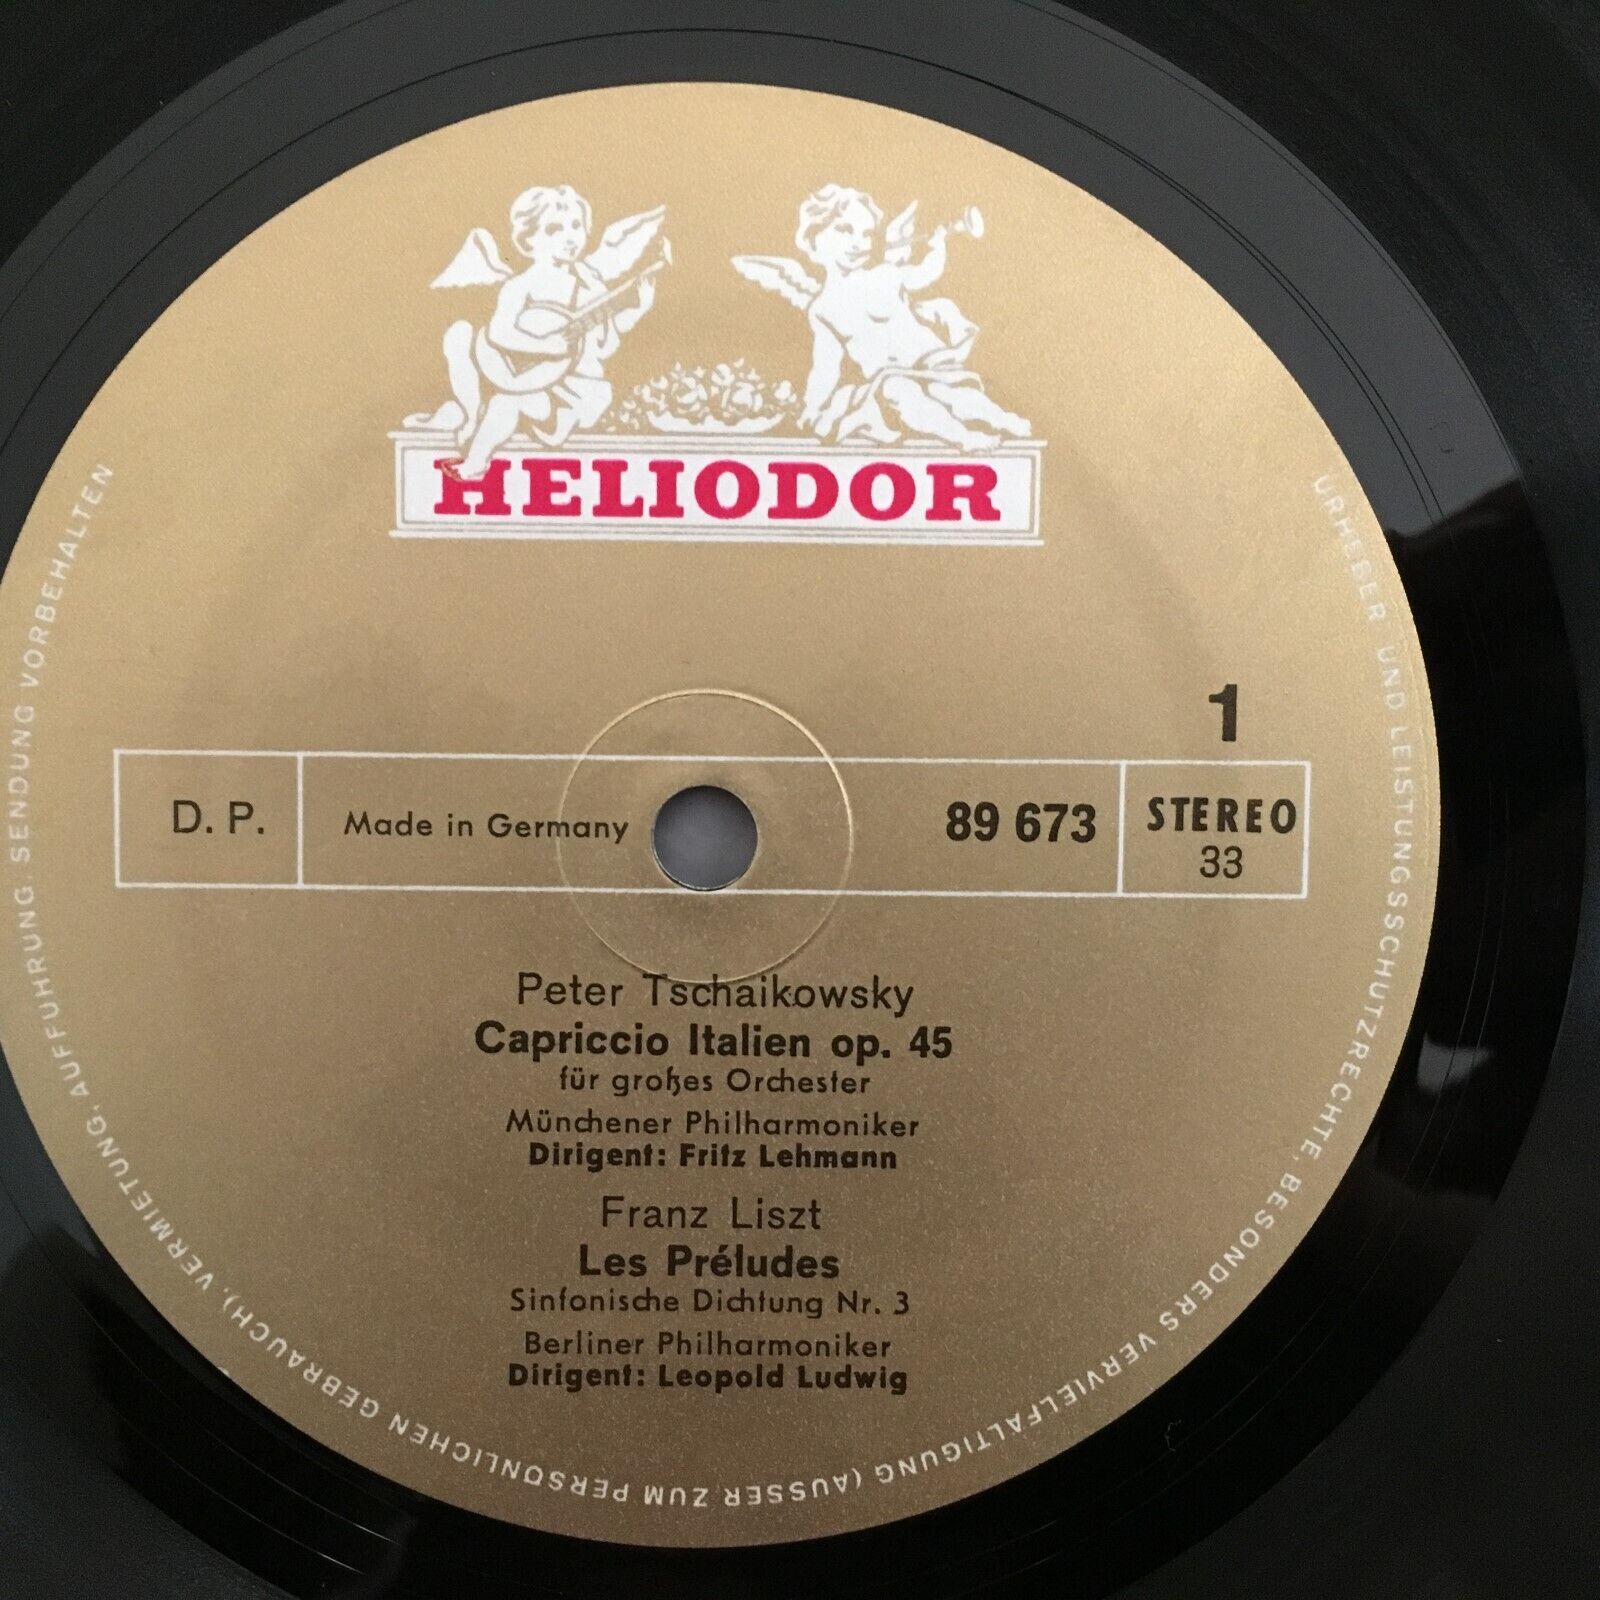 HELIODOR
1
D. P.
Made in Germany
89 673
STEREO
33
Peter Tschaikowsky
Capriccio Italien op. 45
für großes Orchester
Münchener Philharmoniker
Dirigent: Fritz Lehmann
Franz Liszt
Les Préludes
Sinfonische Dichtung Nr. 3
Berliner Philharmoniker
Dirigent: Leopold Ludwig
URHEBER UND LEISTUNGSSCHUTZRECHTE, BESONDERS VERVIELFÄLTIGUNG (AUSSER ZUM PERSÖNLICHEN GEBRAUCH), VERMIETUNG, AUFFÜHRUNG, SENDUNG VORBEHALTEN